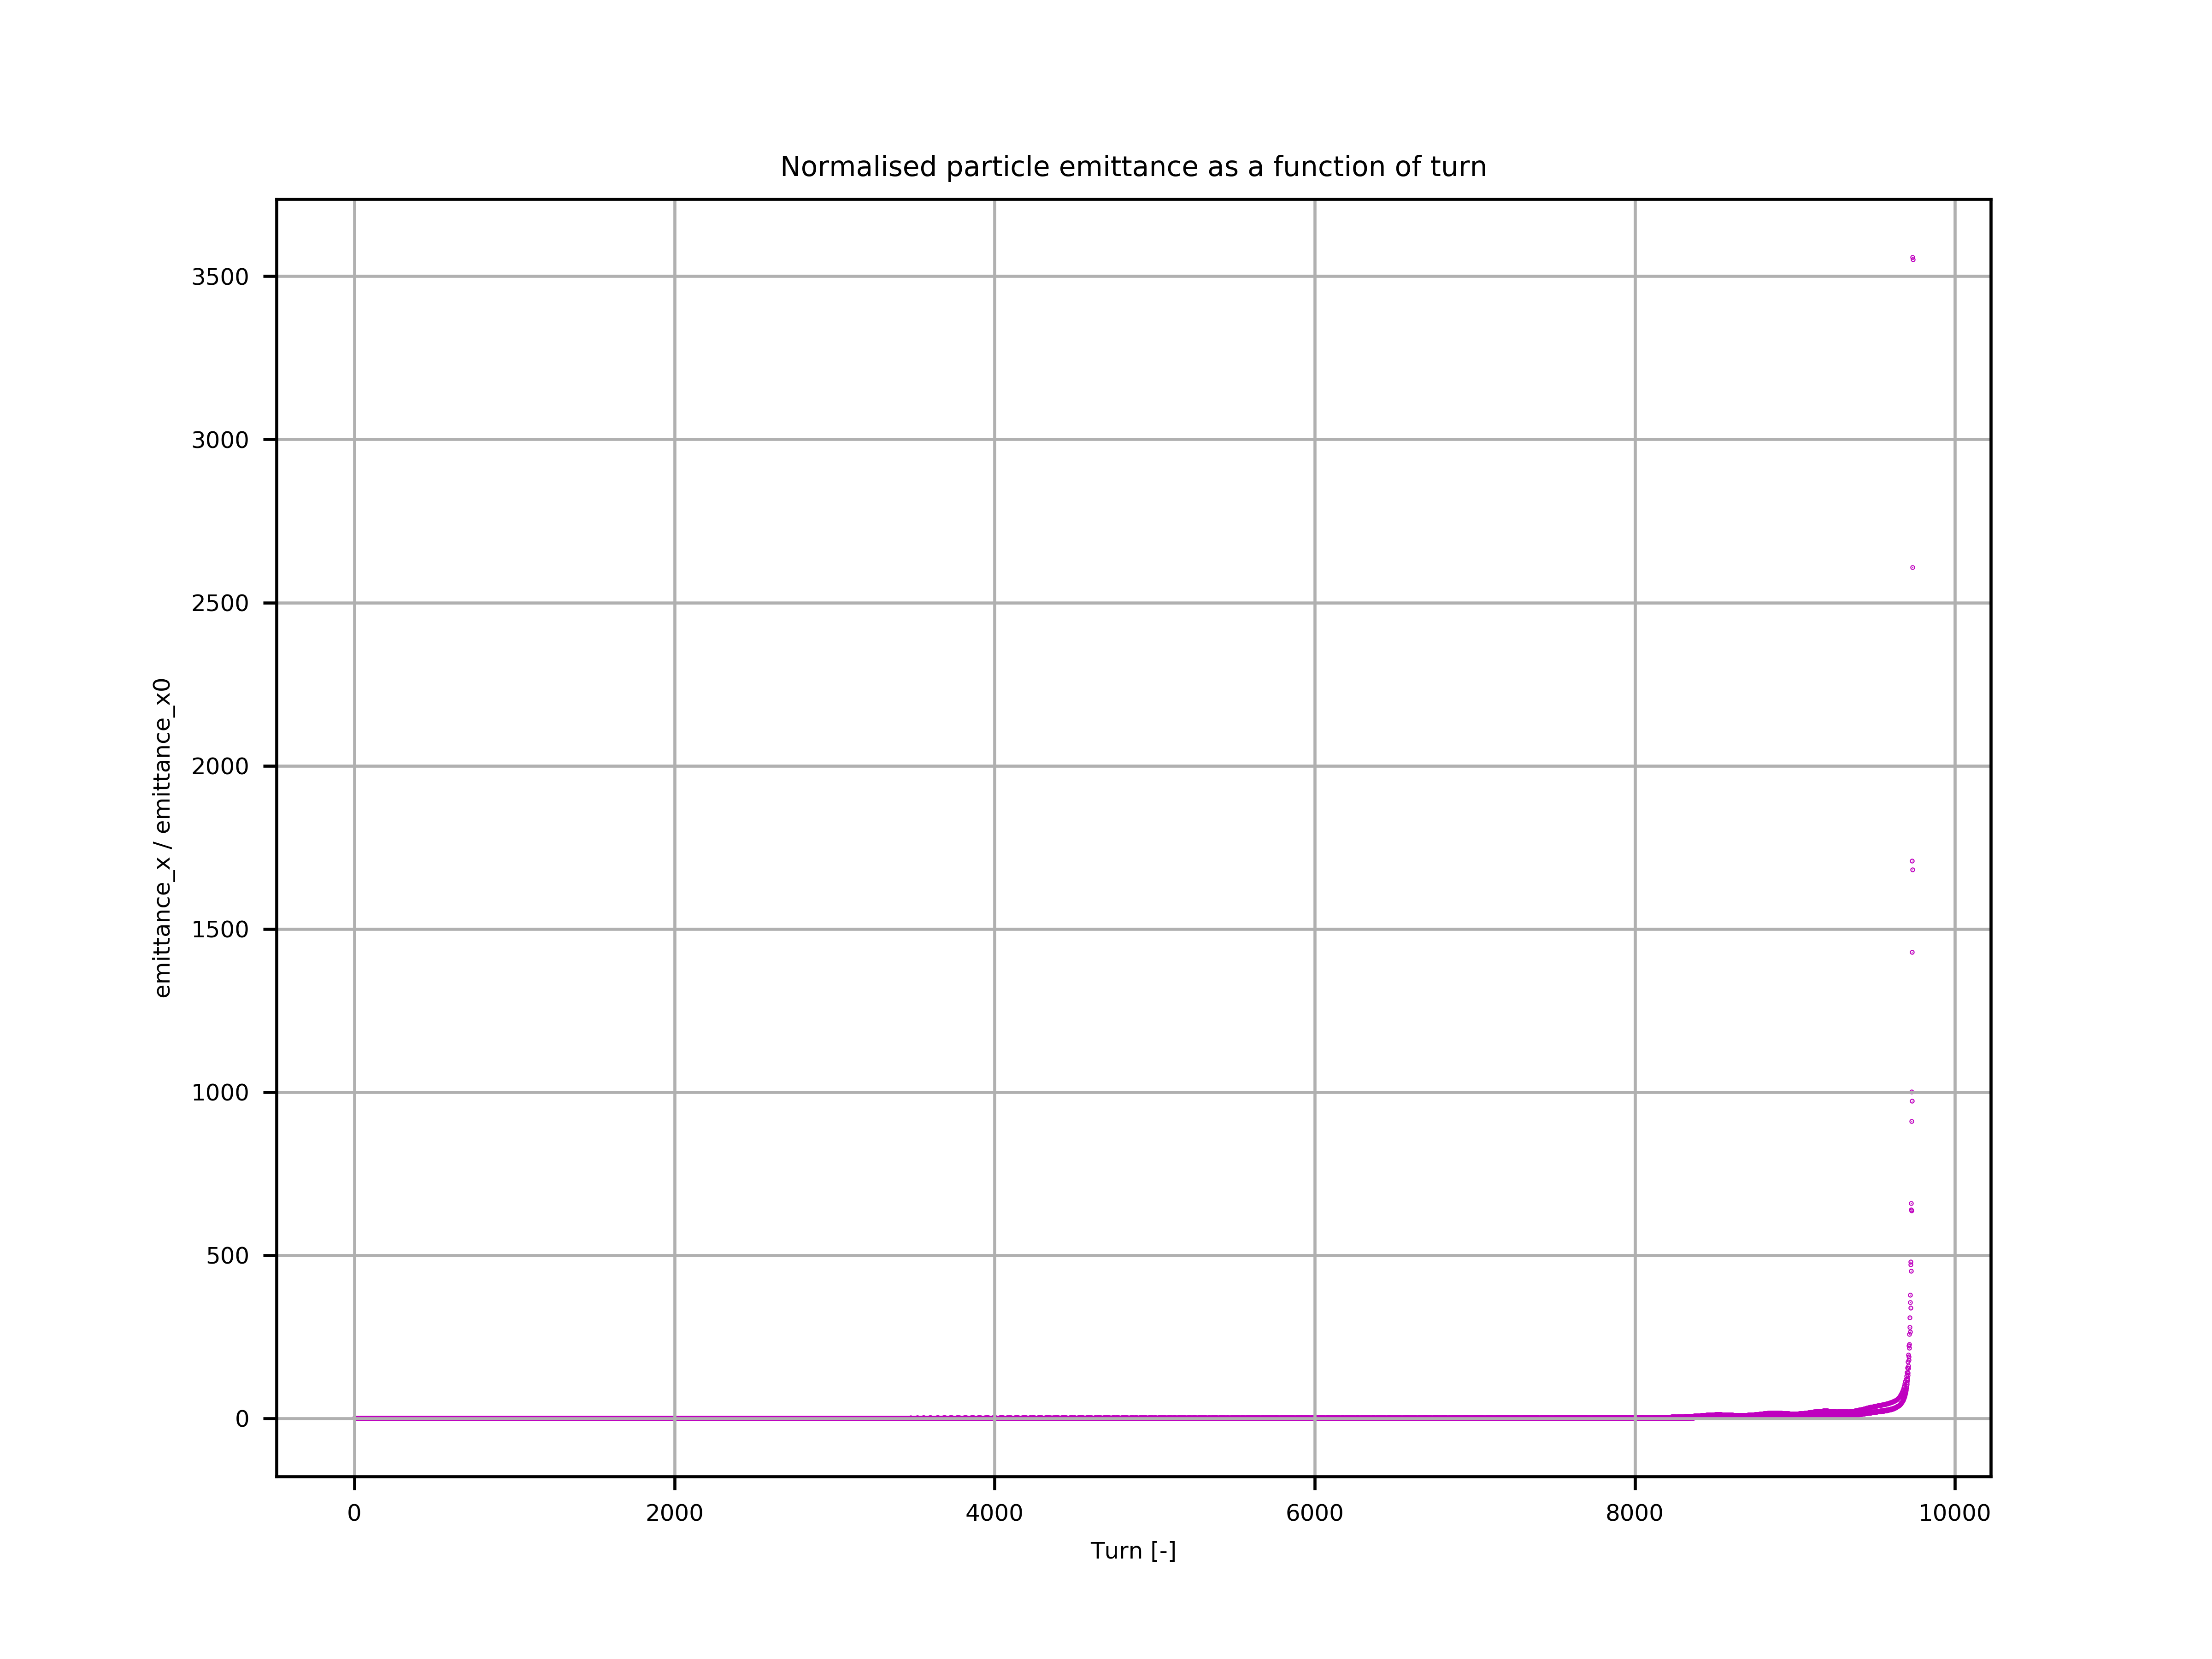 Normalised particle emittance as a function of turn
emittance_x / emittance_x0
3500
3000
2500
2000
1500
1000
500
0
0 2000 4000 6000 8000 10000
Turn [-]